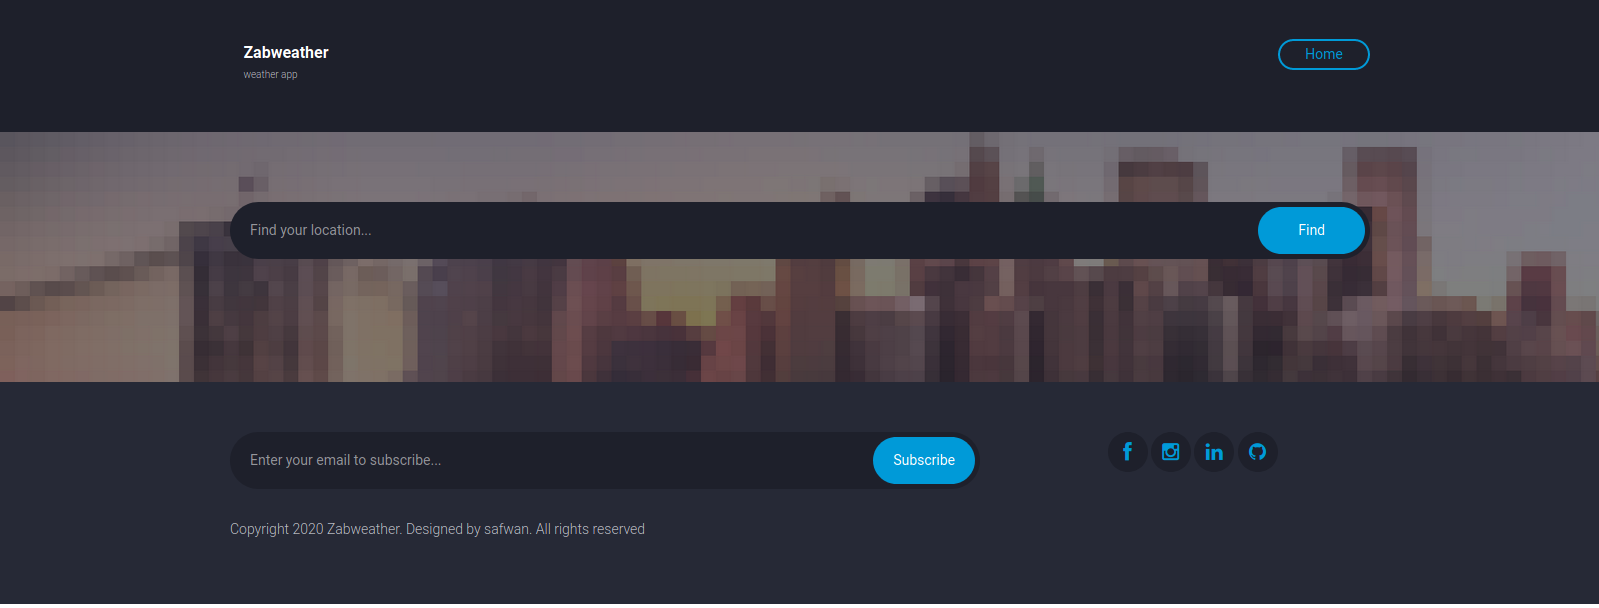 Zabweather
weather app
Home
Find your location...
Find
Enter your email to subscribe...
Subscribe
Copyright 2020 Zabweather. Designed by safwan. All rights reserved